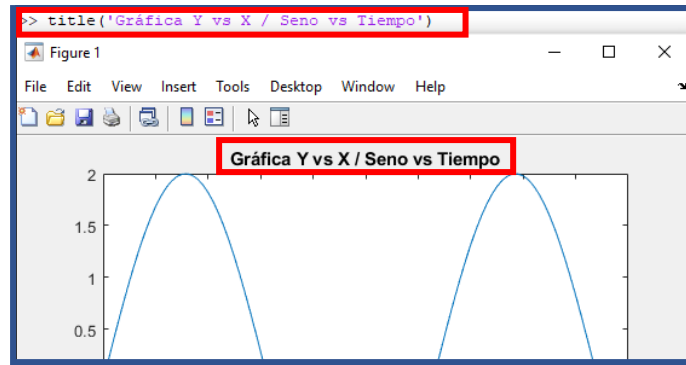 >> title('Gráfica Y vs X / Seno vs Tiempo')
Figure 1
File Edit View Insert Tools Desktop Window Help
Gráfica Y vs X / Seno vs Tiempo
2
1.5
1
0.5